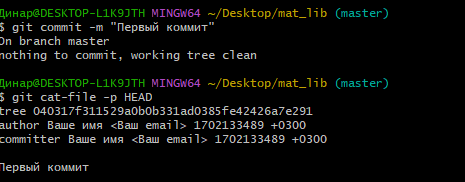 Динар@DESKTOP-L1K9JTH MINGW64 ~/Desktop/mat_lib (master)
$ git commit -m "Первый коммит"
On branch master
nothing to commit, working tree clean
Динар@DESKTOP-L1K9JTH MINGW64 ~/Desktop/mat_lib (master)
$ git cat-file -p HEAD
tree 040317f311529a0b0b331ad0385fe42426a7e291
author Ваше имя <Ваш email> 1702133489 +0300
committer Ваше имя <Ваш email> 1702133489 +0300
Первый коммит